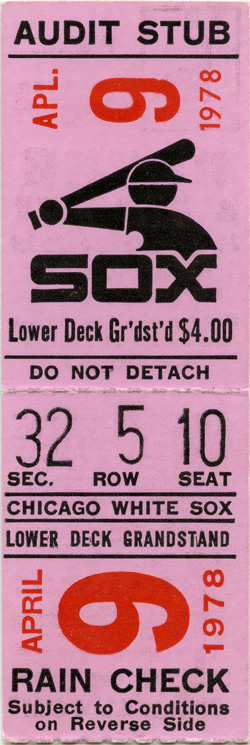 AUDIT STUB
APL. 9 1978
SOX
Lower Deck Gr'dst'd $4.00
DO NOT DETACH
32 5 10
SEC. ROW SEAT
CHICAGO WHITE SOX
LOWER DECK GRANDSTAND
APRIL 9 1978
RAIN CHECK
Subject to Conditions
on Reverse Side